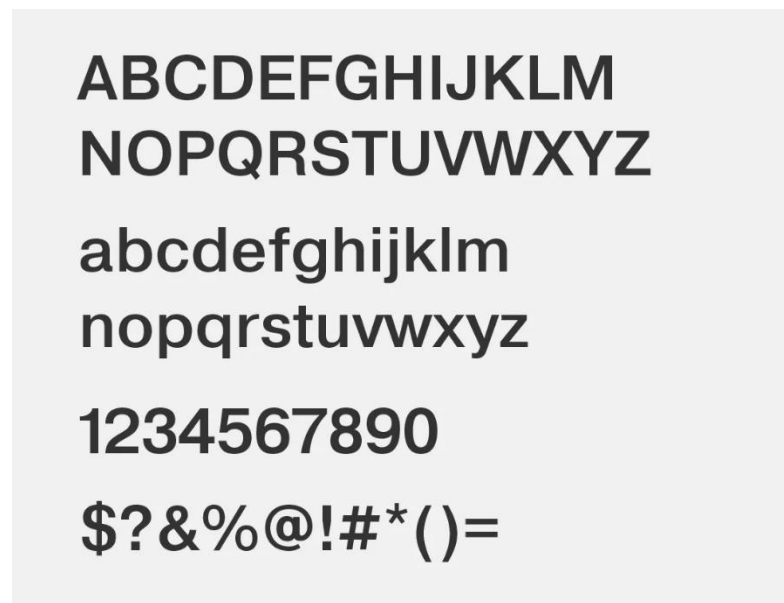 ABCDEFGHIJKLM
NOPQRSTUVWXYZ
abcdefghijklm
nopqrstuvwxyz
1234567890
$?&%@!#*()=